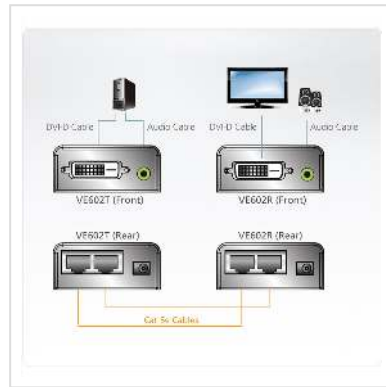 DVI-D Cable Audio Cable DVI-D Cable Audio Cable
VE602T (Front) VE602R (Front)
VE602T (Rear) VE602R (Rear)
Cat 5e Cables